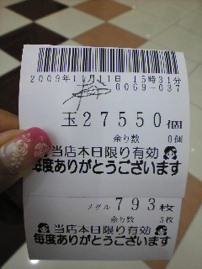 2009年11月11日 15時31分
0069-037
玉27550個
余り数 0個
当店本日限り有効
毎度ありがとうございます
メダル 793枚
余り数 5枚
当店本日限り有効
毎度ありがとうございます